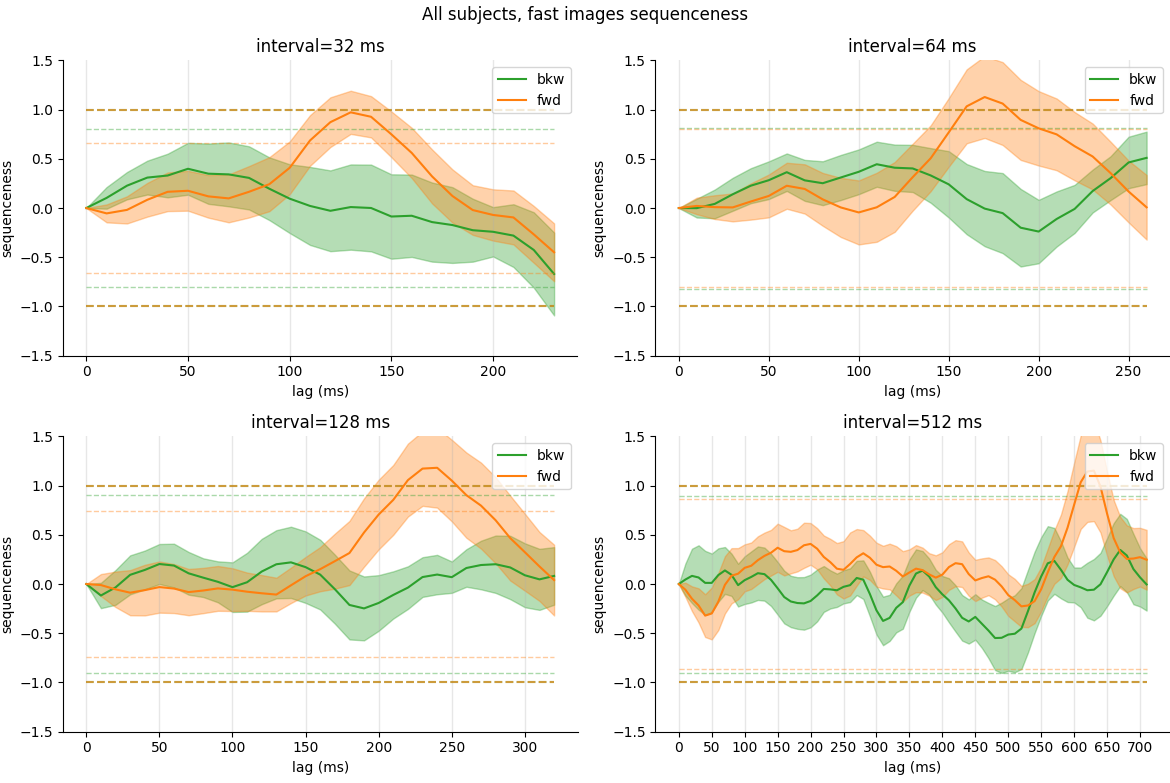 All subjects, fast images sequenceness
interval=32 ms
1.5
1.0
0.5
0.0
−0.5
−1.0
−1.5
sequenceness
bkw
fwd
0 50 100 150 200
lag (ms)
interval=64 ms
1.5
1.0
0.5
0.0
−0.5
−1.0
−1.5
sequenceness
bkw
fwd
0 50 100 150 200 250
lag (ms)
interval=128 ms
1.5
1.0
0.5
0.0
−0.5
−1.0
−1.5
sequenceness
bkw
fwd
0 50 100 150 200 250 300
lag (ms)
interval=512 ms
1.5
1.0
0.5
0.0
−0.5
−1.0
−1.5
sequenceness
bkw
fwd
0 50 100 150 200 250 300 350 400 450 500 550 600 650 700
lag (ms)